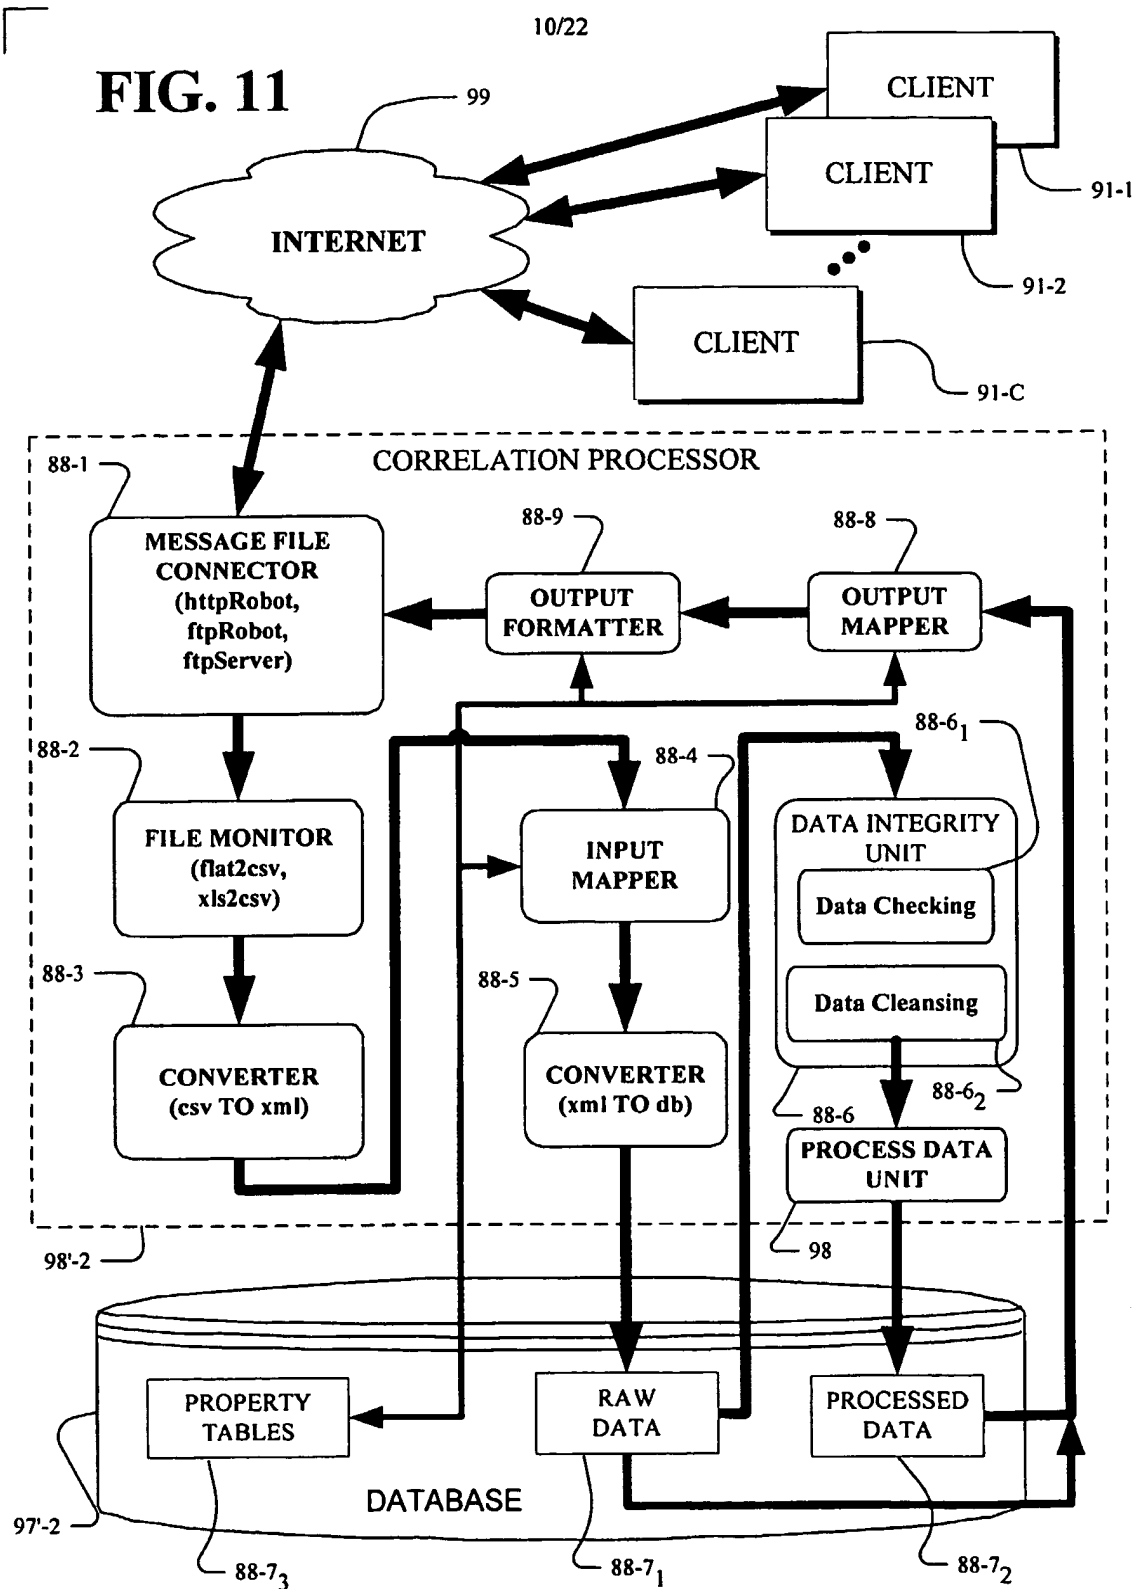 10/22
FIG. 11
99
CLIENT
CLIENT
91-1
INTERNET
91-2
CLIENT
91-C
CORRELATION PROCESSOR
88-1
88-9
88-8
MESSAGE FILE
CONNECTOR
(httpRobot,
ftpRobot,
ftpServer)
OUTPUT
FORMATTER
OUTPUT
MAPPER
88-2
88-4
88-6₁
FILE MONITOR
(flat2csv,
xls2csv)
INPUT
MAPPER
DATA INTEGRITY
UNIT
Data Checking
88-3
88-5
Data Cleansing
CONVERTER
(csv TO xml)
CONVERTER
(xml TO db)
88-6
88-6₂
PROCESS DATA
UNIT
98'-2
98
PROPERTY
TABLES
RAW
DATA
PROCESSED
DATA
DATABASE
97'-2
88-7₃
88-7₁
88-7₂